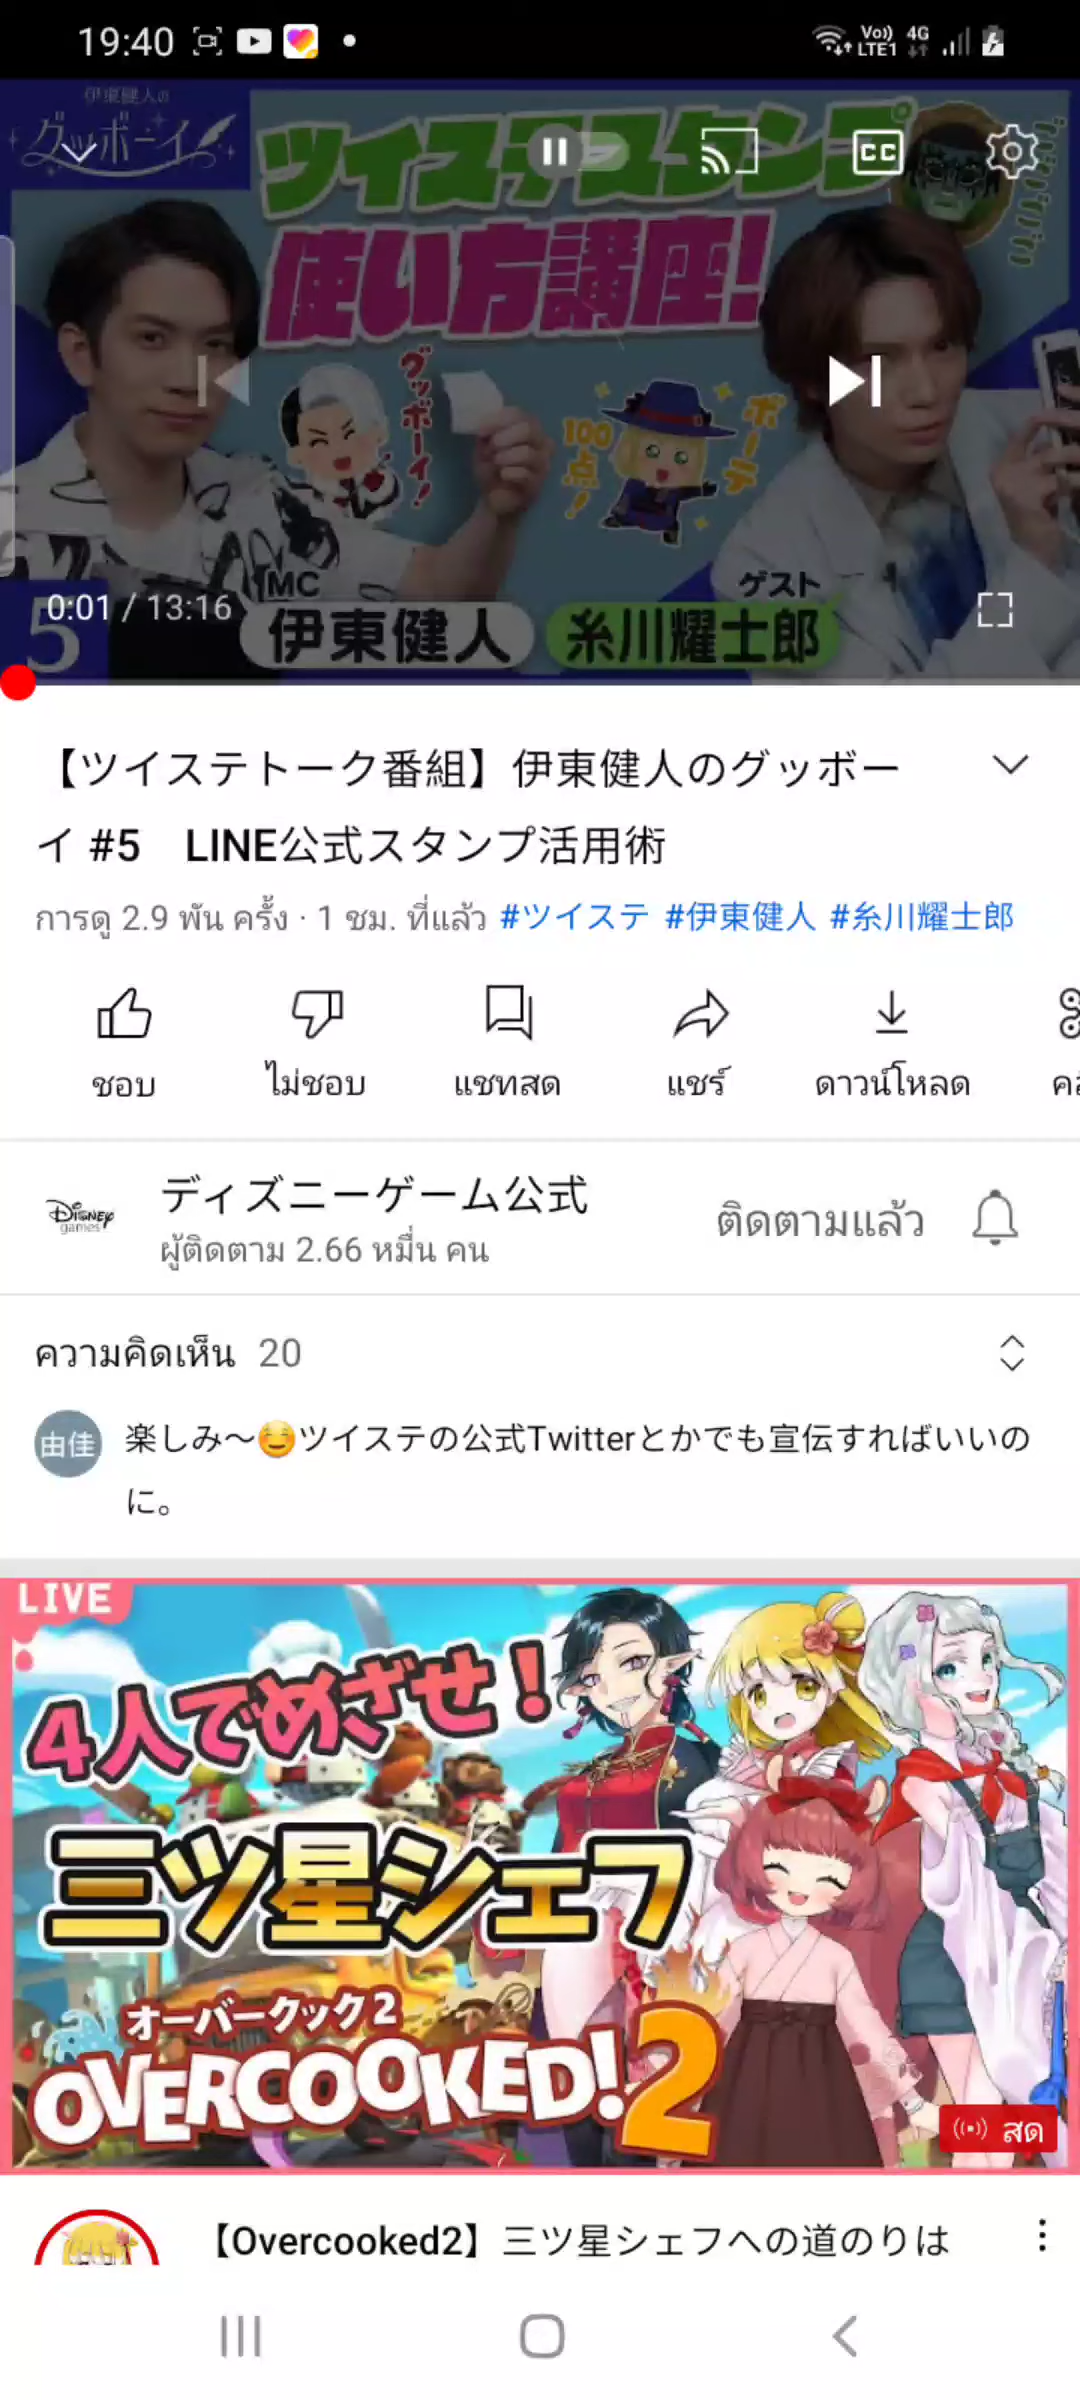 19:40
Vo)) 4G
LTE1
伊東健人の
グッボーイ
ツイステスタンプ
使い方講座!
CC
グッボーイ!
100点!
ボーテ
MC
ゲスト
0:01 / 13:16
5
伊東健人
糸川耀士郎
【ツイステトーク番組】伊東健人のグッボー
イ #5　LINE公式スタンプ活用術
การดู 2.9 พัน ครั้ง · 1 ชม. ที่แล้ว #ツイステ #伊東健人 #糸川耀士郎
ชอบ
ไม่ชอบ
แชทสด
แชร์
ดาวน์โหลด
Disney
games
ディズニーゲーム公式
ผู้ติดตาม 2.66 หมื่น คน
ติดตามแล้ว
ความคิดเห็น 20
由佳
楽しみ〜😊ツイステの公式Twitterとかでも宣伝すればいいの
に。
LIVE
4人でめざせ!
三ツ星シェフ
オーバークック2
OVERCOOKED!2
สด
【Overcooked2】三ツ星シェフへの道のりは